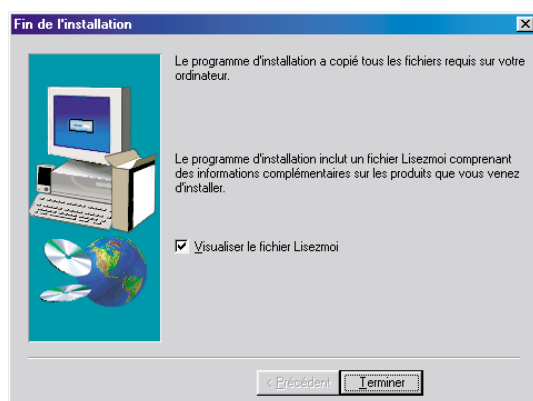 Fin de l'installation
Le programme d'installation a copié tous les fichiers requis sur votre
ordinateur.
Le programme d'installation inclut un fichier Lisezmoi comprenant
des informations complémentaires sur les produits que vous venez
d'installer.
Visualiser le fichier Lisezmoi
< Précédent
Terminer